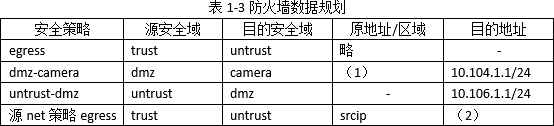 表 1-3 防火墙数据规划
安全策略 源安全域 目的安全域 原地址/区域 目的地址
egress trust untrust 略 -
dmz-camera dmz camera （1） 10.104.1.1/24
untrust-dmz untrust dmz - 10.106.1.1/24
源 net 策略 egress trust untrust srcip （2）